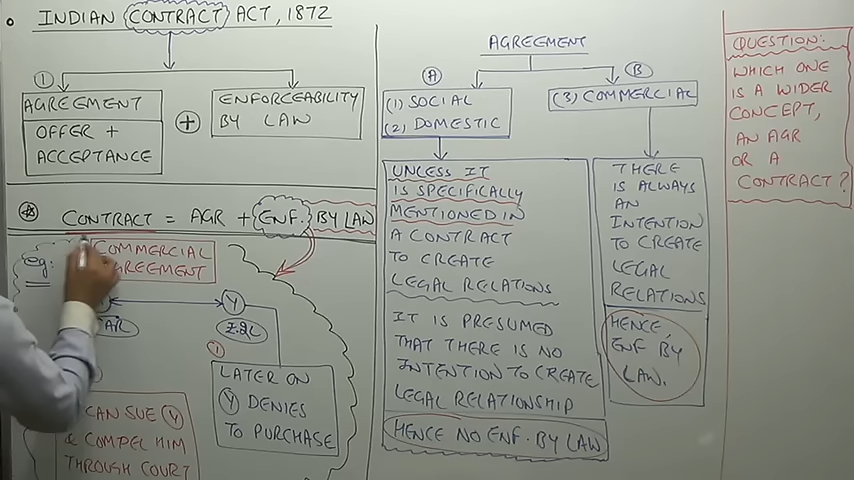 INDIAN CONTRACT ACT, 1872
1
AGREEMENT
OFFER +
ACCEPTANCE
+
ENFORCEABILITY
BY LAW
CONTRACT = AGR + ENF. BY LAW
eg:
COMMERCIAL
AGREEMENT
Y
1
LATER ON
Y DENIES
TO PURCHASE
CAN SUE Y
& COMPEL HIM
THROUGH COURT
AGREEMENT
A
(1) SOCIAL
(2) DOMESTIC
UNLESS IT
IS SPECIFICALLY
MENTIONED IN
A CONTRACT
TO CREATE
LEGAL RELATIONS
IT IS PRESUMED
THAT THERE IS NO
INTENTION TO CREATE
LEGAL RELATIONSHIP
HENCE NO ENF. BY LAW
B
(3) COMMERCIAL
THERE
IS ALWAYS
AN
INTENTION
TO CREATE
LEGAL
RELATIONS
HENCE,
ENF BY
LAW.
QUESTION:
WHICH ONE
IS A WIDER
CONCEPT,
AN AGR
OR A
CONTRACT?